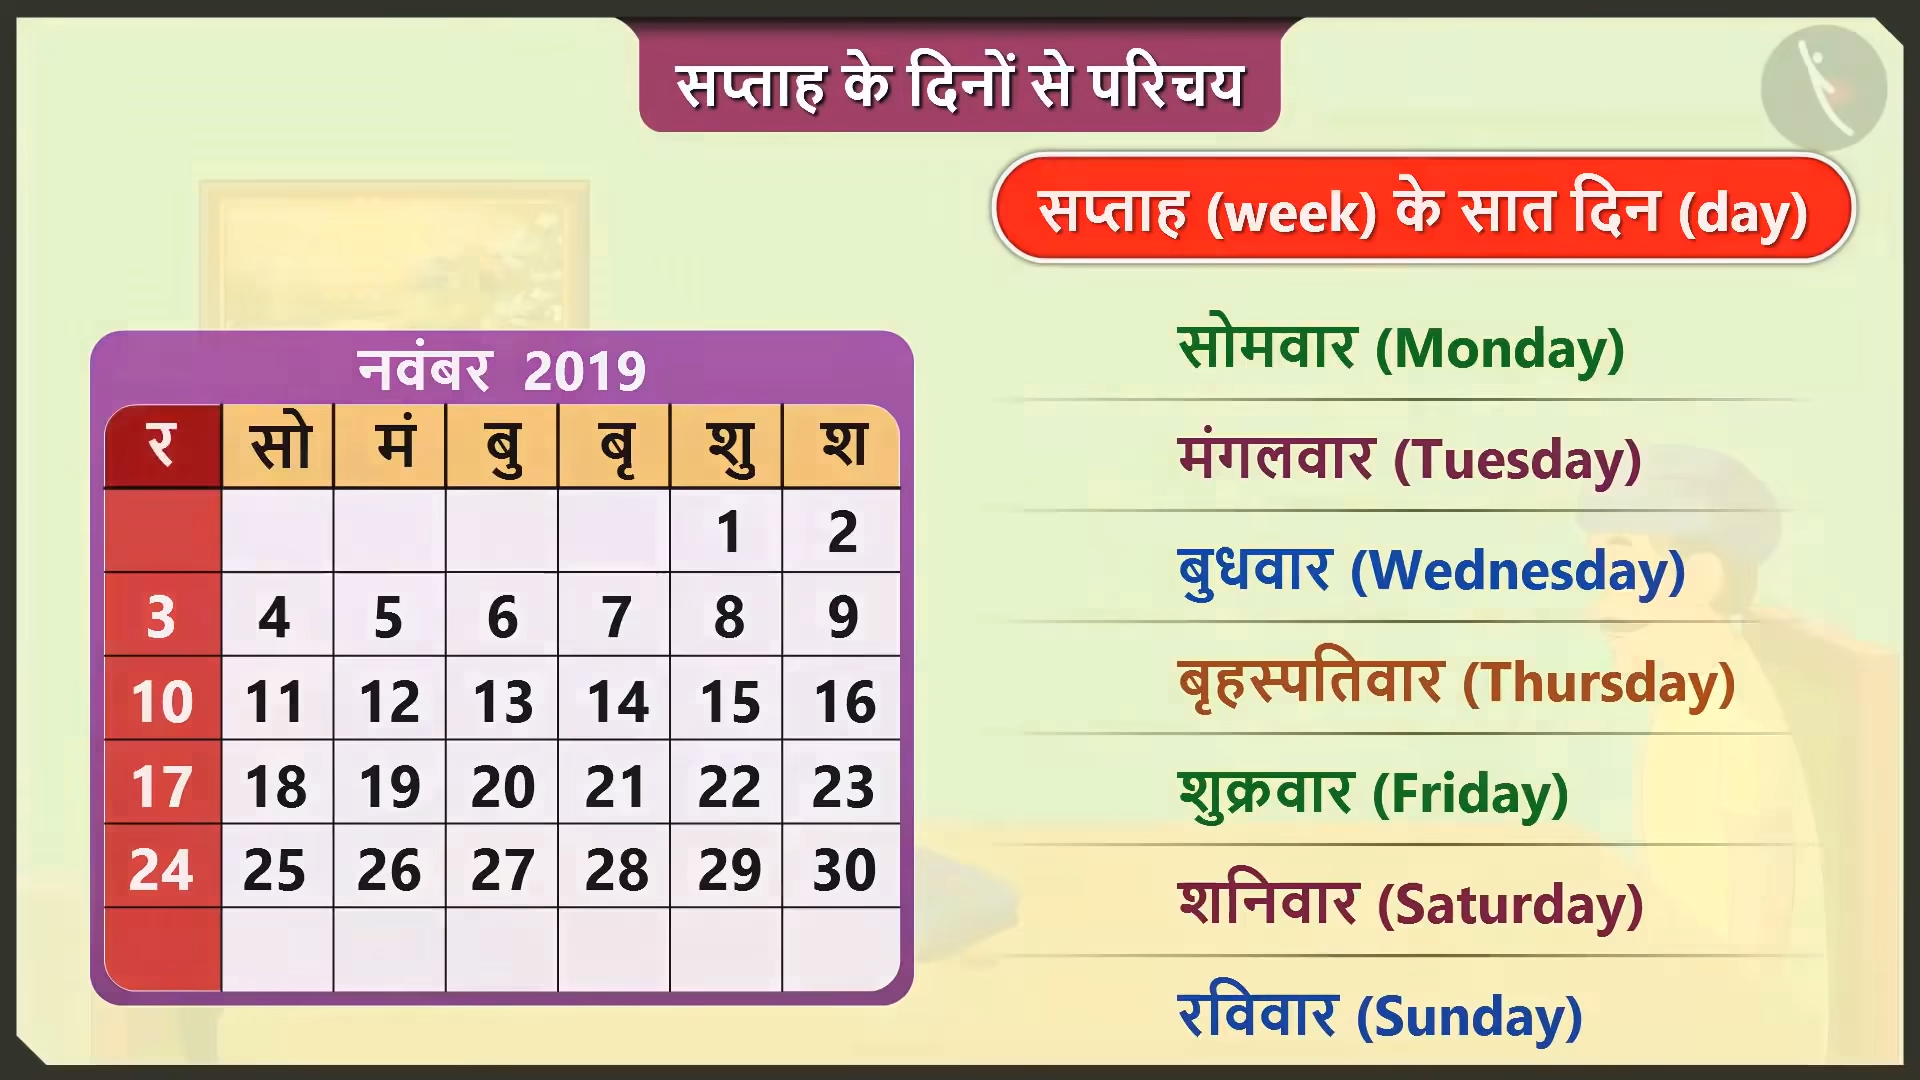 सप्ताह के दिनों से परिचय
सप्ताह (week) के सात दिन (day)
नवंबर 2019
र सो मं बु बृ शु श
1 2
3 4 5 6 7 8 9
10 11 12 13 14 15 16
17 18 19 20 21 22 23
24 25 26 27 28 29 30
सोमवार (Monday)
मंगलवार (Tuesday)
बुधवार (Wednesday)
बृहस्पतिवार (Thursday)
शुक्रवार (Friday)
शनिवार (Saturday)
रविवार (Sunday)